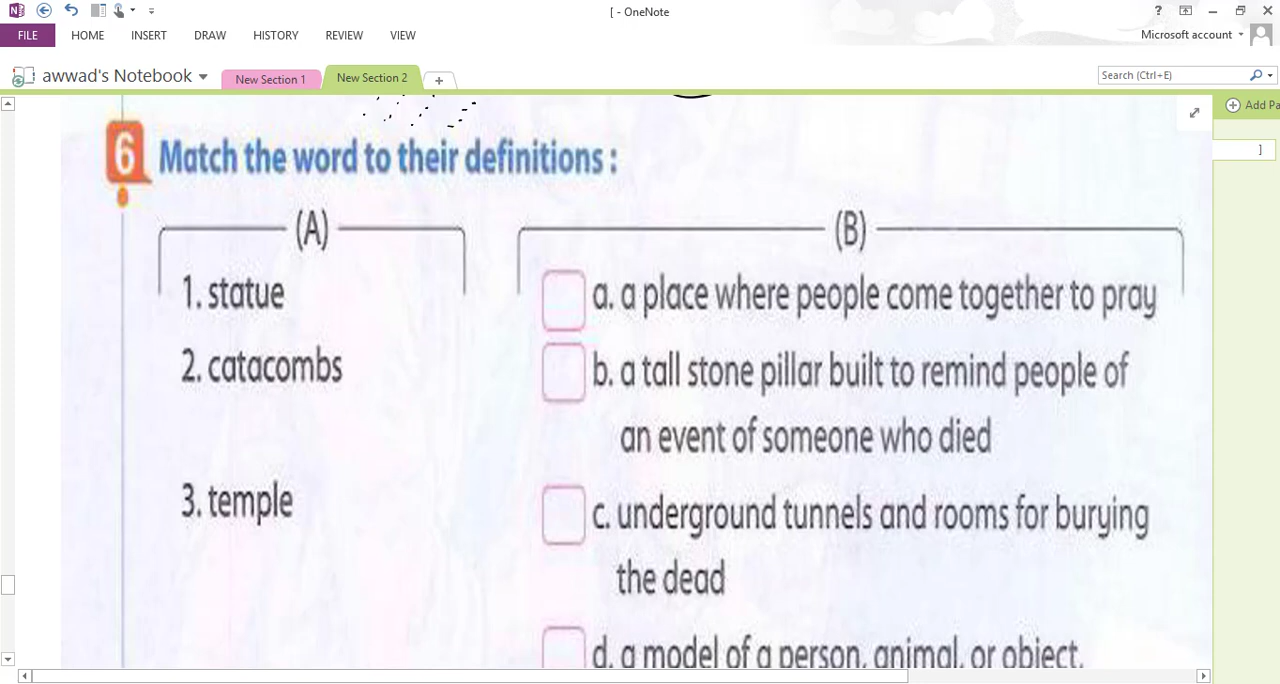 [ - OneNote
?
FILE HOME INSERT DRAW HISTORY REVIEW VIEW
Microsoft account
awwad's Notebook
New Section 1
New Section 2
+
Search (Ctrl+E)
Add Pa
]
6 Match the word to their definitions :
(A)
(B)
1. statue
a. a place where people come together to pray
2. catacombs
b. a tall stone pillar built to remind people of
an event of someone who died
3. temple
c. underground tunnels and rooms for burying
the dead
d. a model of a person, animal, or object.